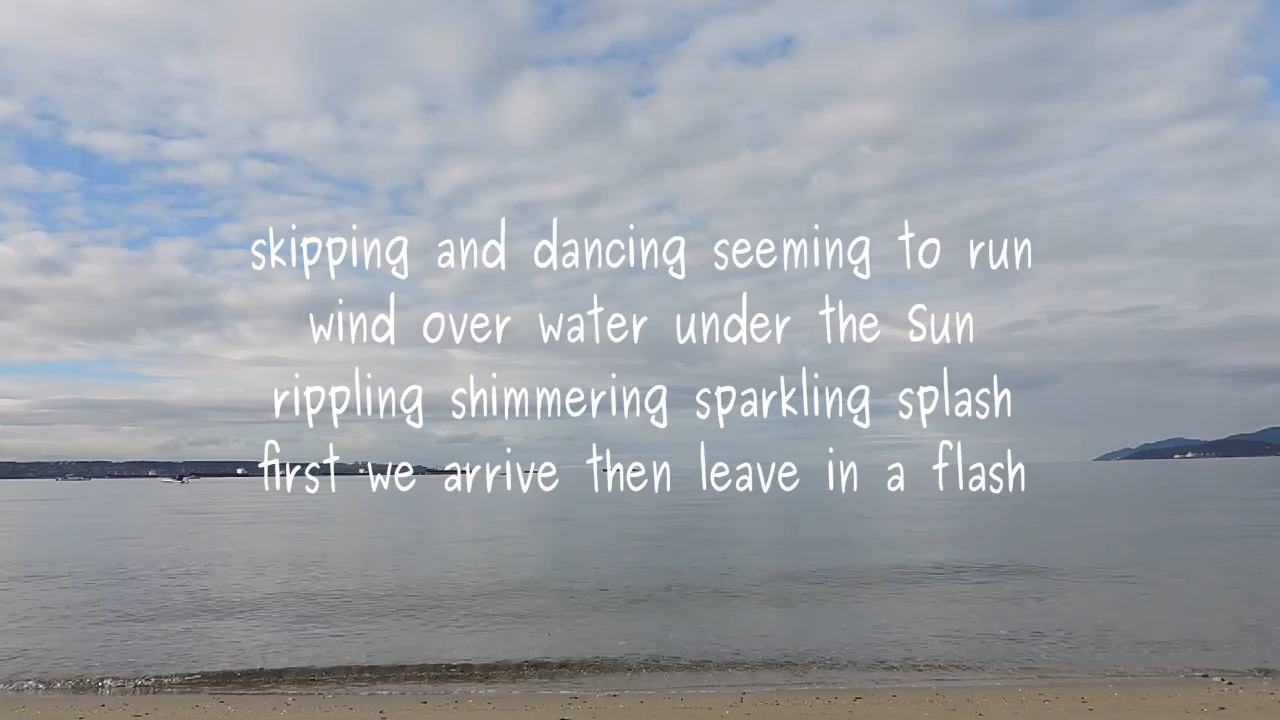 skipping and dancing seeming to run
wind over water under the Sun
rippling shimmering sparkling splash
first we arrive then leave in a flash